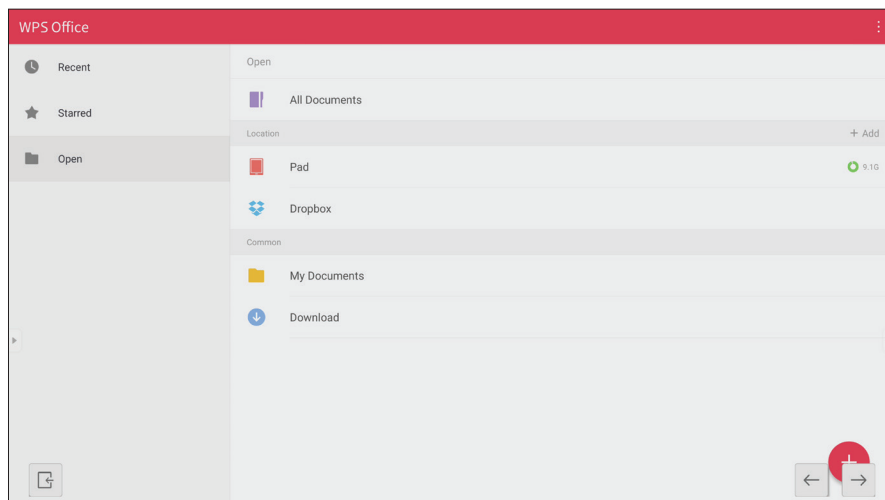 WPS Office
Recent
Starred
Open
Open
All Documents
Location
+ Add
Pad
9.1G
Dropbox
Common
My Documents
Download